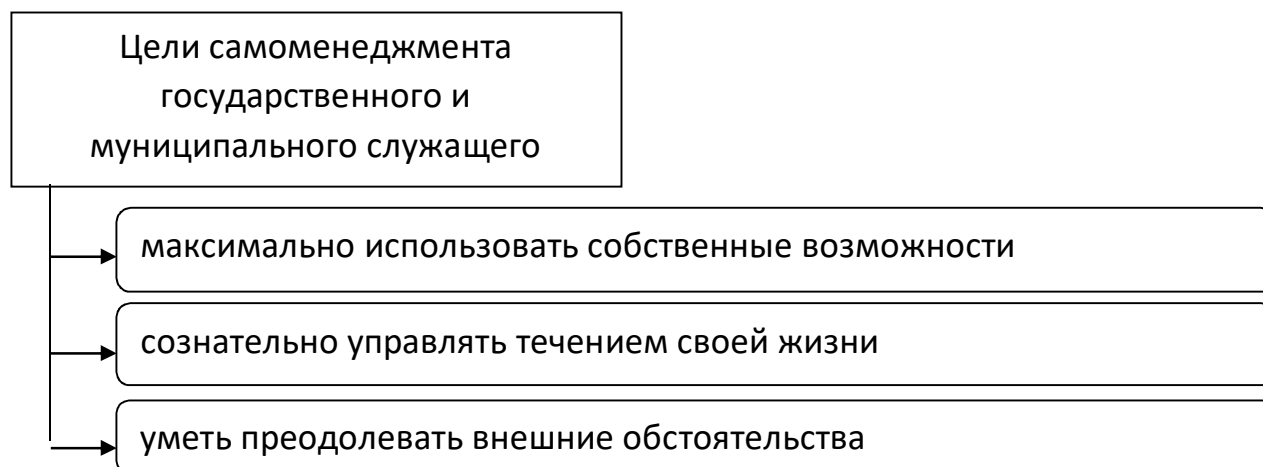 Цели самоменеджмента
государственного и
муниципального служащего
максимально использовать собственные возможности
сознательно управлять течением своей жизни
уметь преодолевать внешние обстоятельства